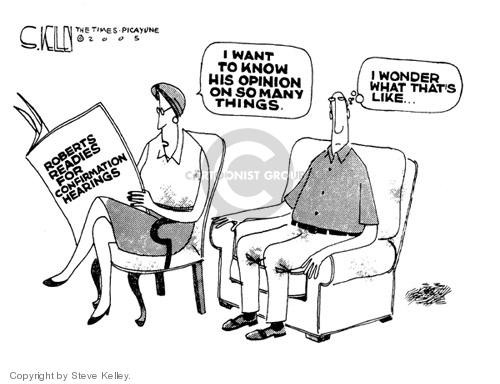 S.KELLEY THE TIMES-PICAYUNE
©2005
I WANT
TO KNOW
HIS OPINION
ON SO MANY
THINGS.
I WONDER
WHAT THAT'S
LIKE...
ROBERTS
READIES
FOR
CONFIRMATION
HEARINGS
CARTOONIST GROUP
Copyright by Steve Kelley.